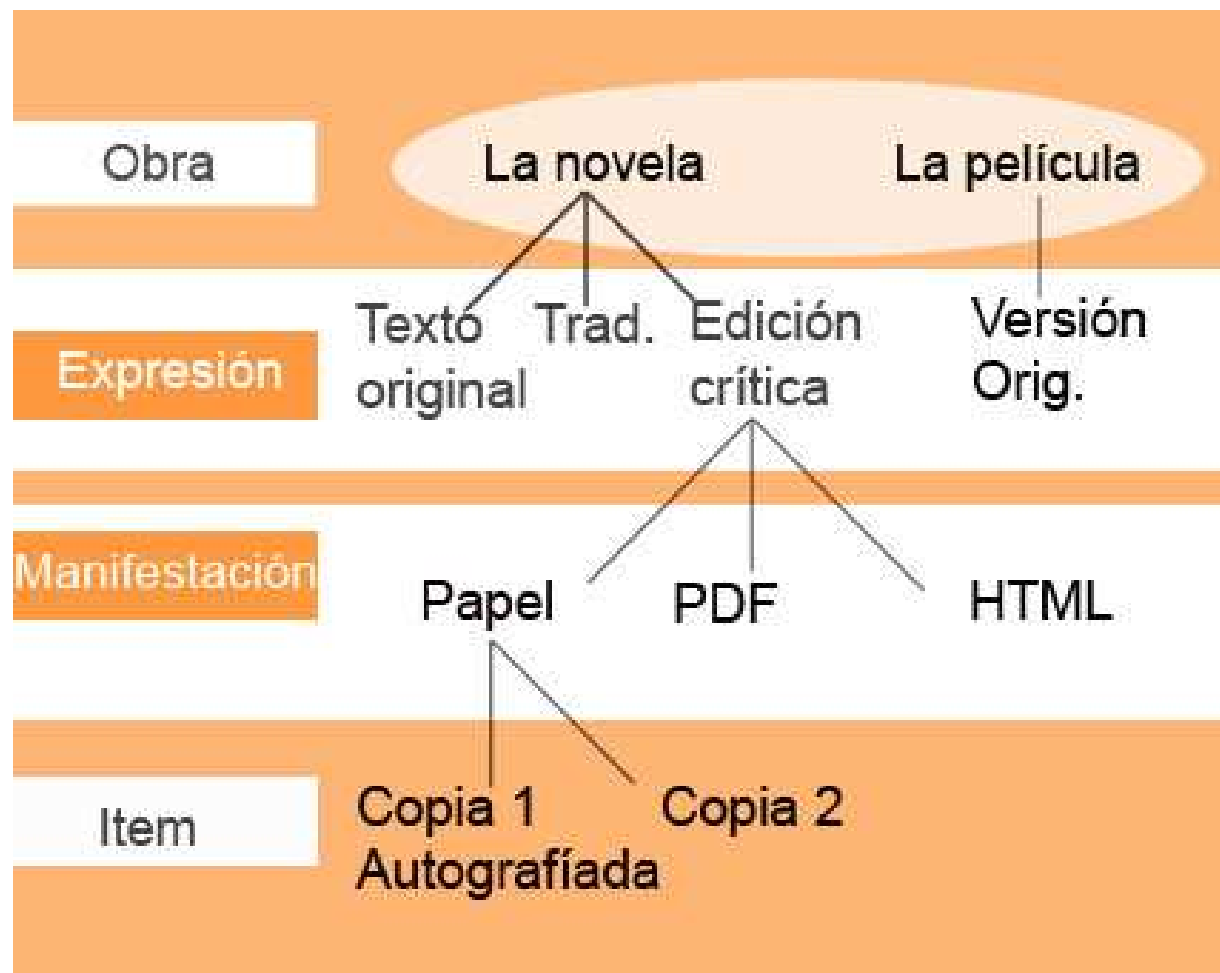 Obra
La novela
La película
Expresión
Texto
original
Trad.
Edición
crítica
Versión
Orig.
Manifestación
Papel
PDF
HTML
Item
Copia 1
Autografíada
Copia 2